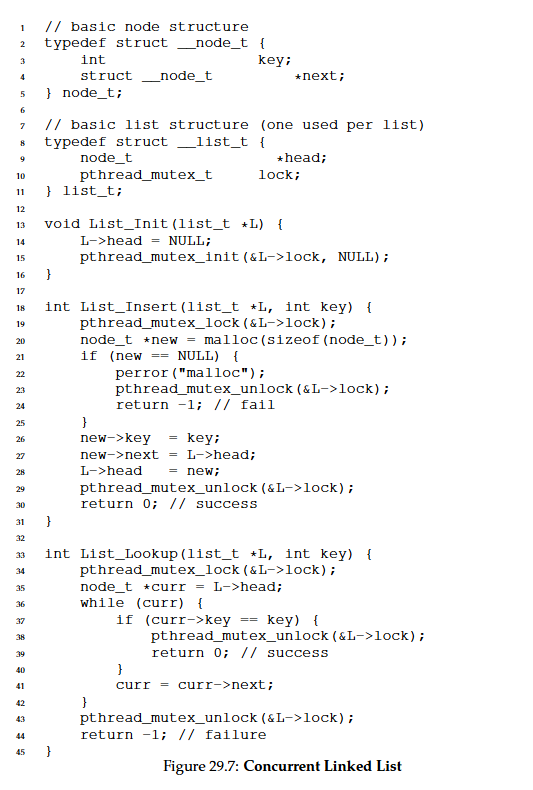 1 // basic node structure
2 typedef struct __node_t {
3 int key;
4 struct __node_t *next;
5 } node_t;
6
7 // basic list structure (one used per list)
8 typedef struct __list_t {
9 node_t *head;
10 pthread_mutex_t lock;
11 } list_t;
12
13 void List_Init(list_t *L) {
14 L->head = NULL;
15 pthread_mutex_init(&L->lock, NULL);
16 }
17
18 int List_Insert(list_t *L, int key) {
19 pthread_mutex_lock(&L->lock);
20 node_t *new = malloc(sizeof(node_t));
21 if (new == NULL) {
22 perror("malloc");
23 pthread_mutex_unlock(&L->lock);
24 return -1; // fail
25 }
26 new->key = key;
27 new->next = L->head;
28 L->head = new;
29 pthread_mutex_unlock(&L->lock);
30 return 0; // success
31 }
32
33 int List_Lookup(list_t *L, int key) {
34 pthread_mutex_lock(&L->lock);
35 node_t *curr = L->head;
36 while (curr) {
37 if (curr->key == key) {
38 pthread_mutex_unlock(&L->lock);
39 return 0; // success
40 }
41 curr = curr->next;
42 }
43 pthread_mutex_unlock(&L->lock);
44 return -1; // failure
45 }
Figure 29.7: Concurrent Linked List